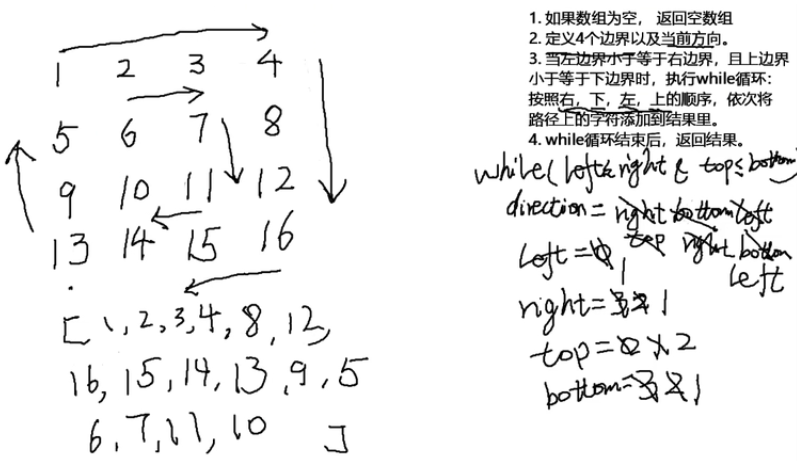 1 2 3 4
5 6 7 8
9 10 11 12
13 14 15 16
[1,2,3,4,8,12,
16,15,14,13,9,5
6,7,11,10 ]
1. 如果数组为空， 返回空数组
2. 定义4个边界以及当前方向。
3. 当左边界小于等于右边界，且上边界
小于等于下边界时，执行while循环：
按照右，下，左，上的顺序，依次将
路径上的字符添加到结果里。
4. while循环结束后，返回结果。
while( left≤right & top≤bottom)
direction = right bottom left
top right bottom
left
left = 0 1
right = 3 2 1
top = 0 1 2
bottom = 3 2 1